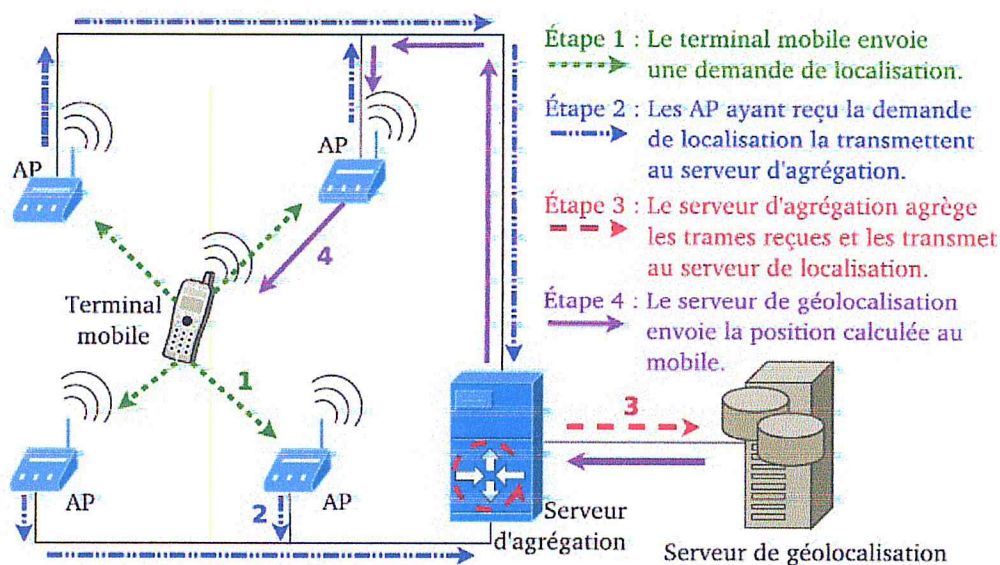 Étape 1 : Le terminal mobile envoie
une demande de localisation.
Étape 2 : Les AP ayant reçu la demande
de localisation la transmettent
au serveur d'agrégation.
Étape 3 : Le serveur d'agrégation agrège
les trames reçues et les transmet
au serveur de localisation.
Étape 4 : Le serveur de géolocalisation
envoie la position calculée au
mobile.
AP
AP
4
Terminal
mobile
1
3
AP
AP
2
Serveur
d'agrégation
Serveur de géolocalisation